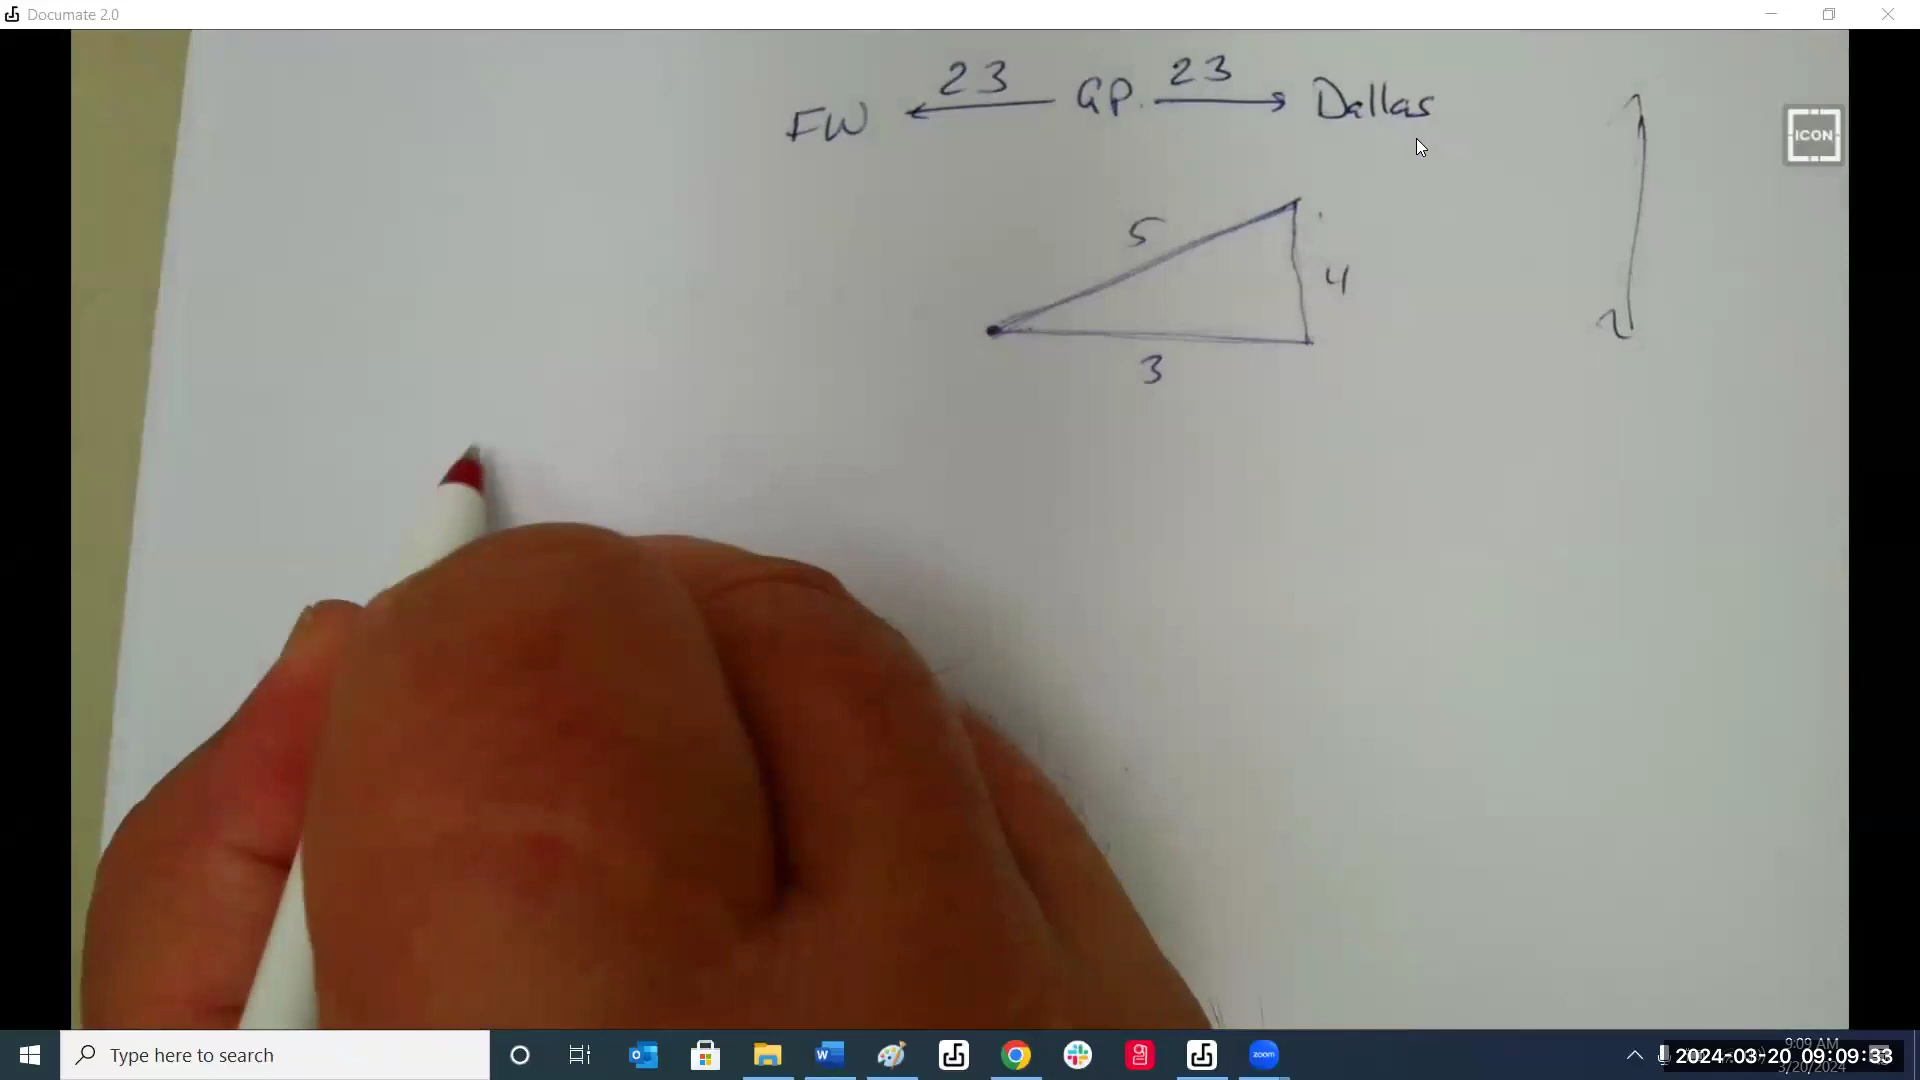 Documate 2.0
23 23
FW GP. Dallas
ICON
5
4
3
Type here to search
zoom
9:09 AM
2024-03-20 09:09:33
3/20/2024